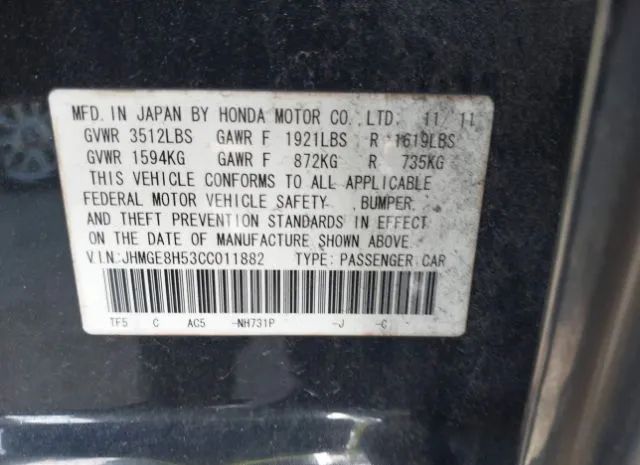 MFD. IN JAPAN BY HONDA MOTOR CO., LTD. 11 11
GVWR 3512LBS GAWR F 1921LBS R 1619LBS
GVWR 1594KG GAWR F 872KG R 735KG
THIS VEHICLE CONFORMS TO ALL APPLICABLE
FEDERAL MOTOR VEHICLE SAFETY, BUMPER,
AND THEFT PREVENTION STANDARDS IN EFFECT
ON THE DATE OF MANUFACTURE SHOWN ABOVE.
V.I.N:JHMGE8H53CC011882 TYPE: PASSENGER CAR
TF5 C AG5 -NH731P -J -C -